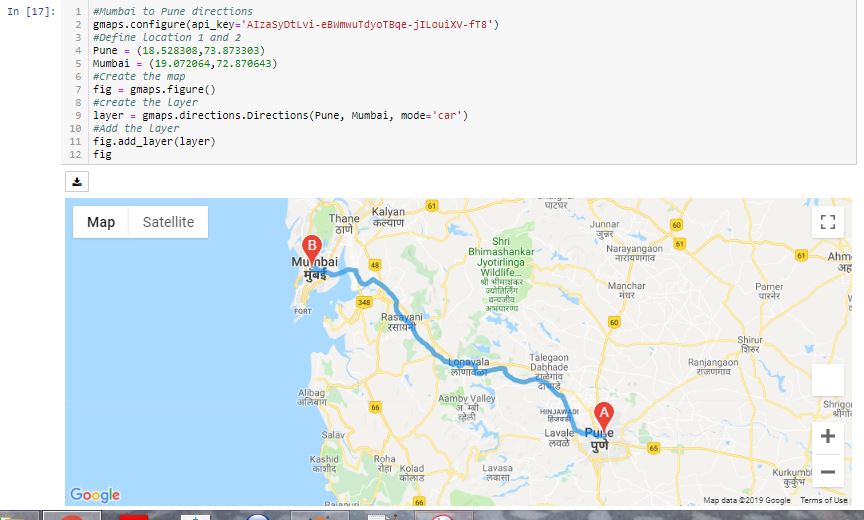 In [17]:
1 #Mumbai to Pune directions
2 gmaps.configure(api_key='AIzaSyDtLvi-eBWmwuTdyoTBqe-jILouiXV-fT8')
3 #Define location 1 and 2
4 Pune = (18.528308,73.873303)
5 Mumbai = (19.072064,72.870643)
6 #Create the map
7 fig = gmaps.figure()
8 #create the layer
9 layer = gmaps.directions.Directions(Pune, Mumbai, mode='car')
10 #Add the layer
11 fig.add_layer(layer)
12 fig
Map Satellite
Thane
ठाणे
Kalyan
कल्याण
61
घाटघर
Junnar
जुन्नर
60
61
Narayangaon
नारायणगाव
61
Ahm
अह
B
Mumbai
मुंबई
48
Shri
Bhimashankar
Jyotirlinga
Wildlife...
श्री भीमाशंकर
ज्योतिर्लिंग
वन्यजीव
अभयारण्य
Manchar
मंचर
Parner
पारनेर
FORT
348
Rasayani
रसायनी
60
Shirur
शिरुर
Lonavala
लोणावळा
Talegaon
Dabhade
तळेगाव
दाभाडे
Ranjangaon
रांजणगाव
Alibag
अलिबाग
66
Aamby Valley
HINJAWADI
हिंजवडी
A
Shrigo
Salav
Lavale
लवळे
Pune
पुणे
65
Kashid
काशीद
Roha
रोहा
Kolad
कोलाड
Lavasa
लवासा
Kurkumbh
कुर्कुंभ
66
Google
Map data ©2019 Google Terms of Use